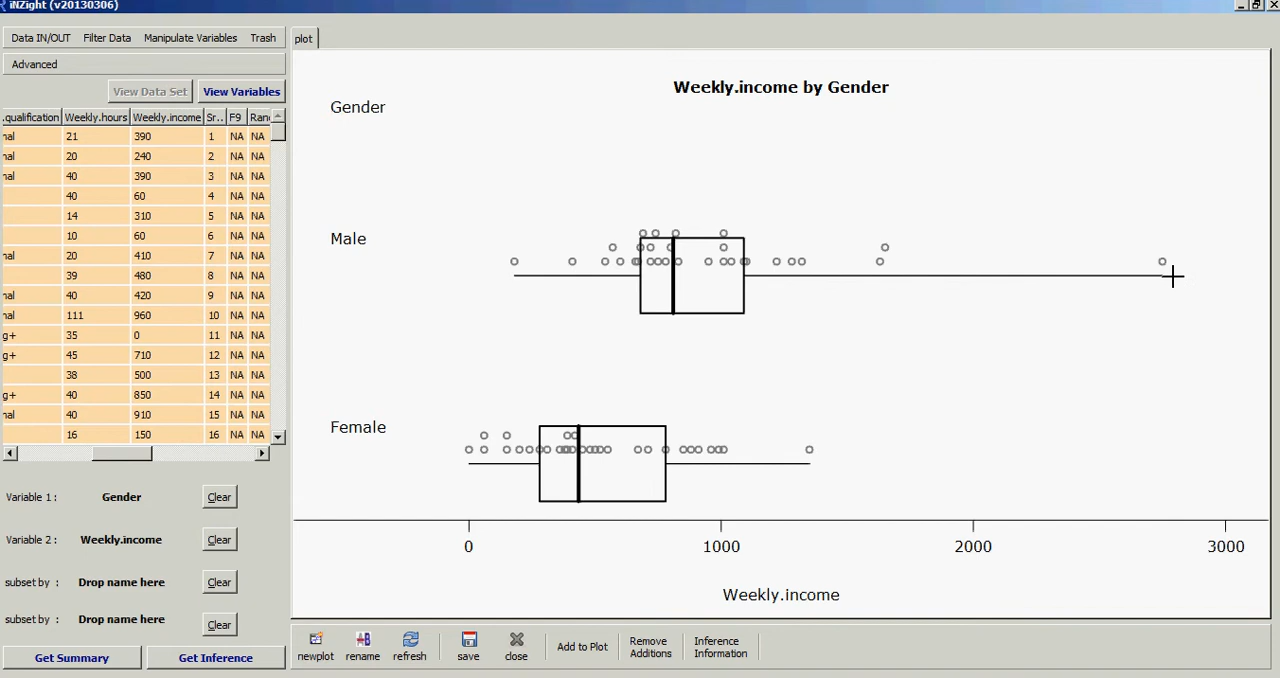 iNZight (v20130306)
Data IN/OUT Filter Data Manipulate Variables Trash
Advanced
View Data Set View Variables
.qualification Weekly.hours Weekly.income Sr.. F9 Ran
nal 21 390 1 NA NA
20 240 2 NA NA
nal 40 390 3 NA NA
40 60 4 NA NA
14 310 5 NA NA
10 60 6 NA NA
nal 20 410 7 NA NA
39 480 8 NA NA
nal 40 420 9 NA NA
nal 111 960 10 NA NA
g+ 35 0 11 NA NA
g+ 45 710 12 NA NA
38 500 13 NA NA
g+ 40 850 14 NA NA
nal 40 910 15 NA NA
16 150 16 NA NA
Variable 1 : Gender Clear
Variable 2 : Weekly.income Clear
subset by : Drop name here Clear
subset by : Drop name here Clear
Get Summary Get Inference
plot
Weekly.income by Gender
Gender
Male
Female
0 1000 2000 3000
Weekly.income
newplot rename refresh save close Add to Plot Remove Additions Inference Information